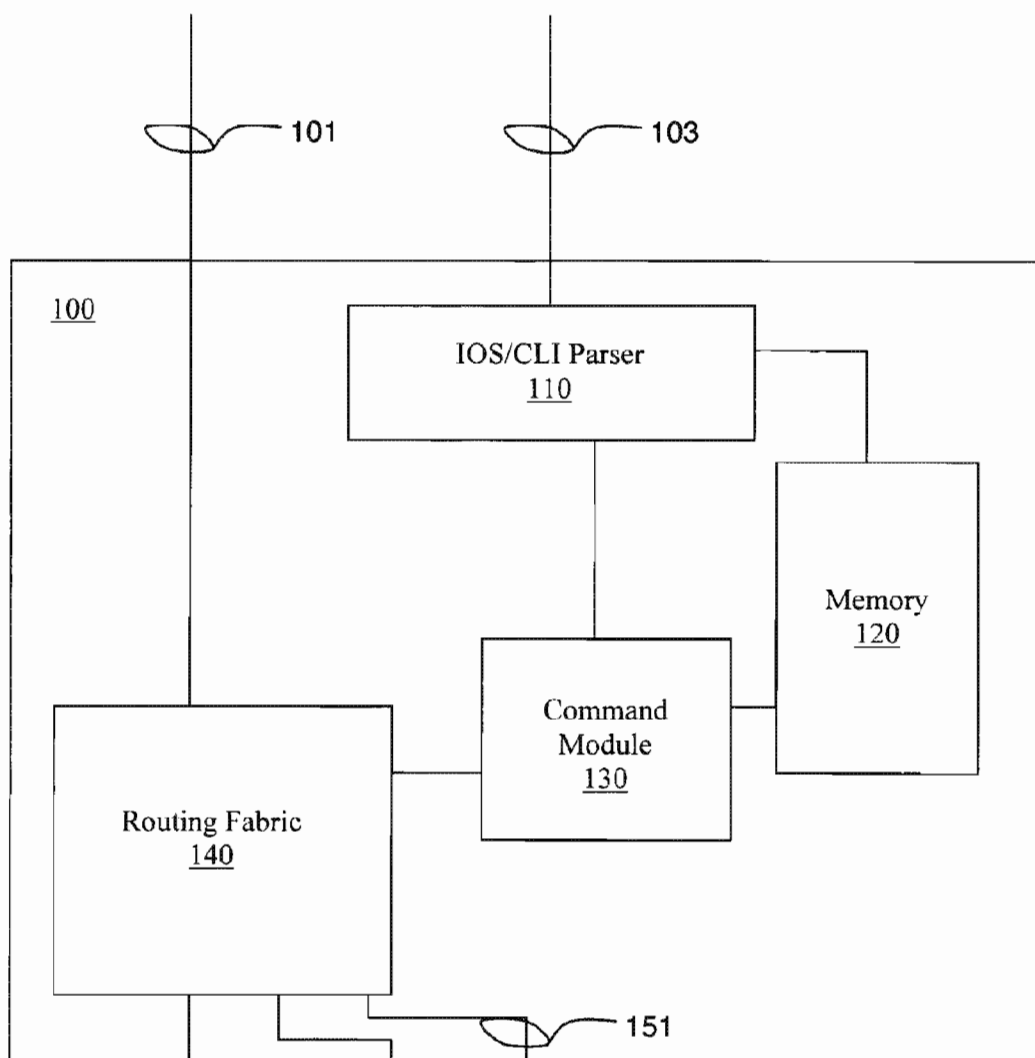 101
103
100
IOS/CLI Parser
110
Memory
120
Command
Module
130
Routing Fabric
140
151